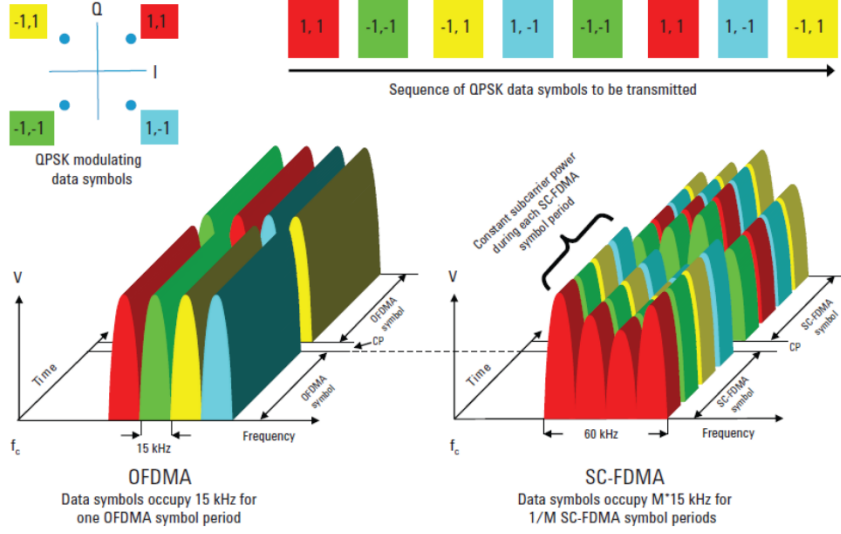 Q
-1,1
1,1
I
-1,-1
1,-1
QPSK modulating
data symbols
1, 1
-1,-1
-1, 1
1, -1
-1,-1
1, 1
1, -1
-1, 1
Sequence of QPSK data symbols to be transmitted
V
Time
fc
15 kHz
Frequency
OFDMA
symbol
CP
OFDMA
symbol
OFDMA
Data symbols occupy 15 kHz for
one OFDMA symbol period
Constant subcarrier power
during each SC-FDMA
symbol period
V
Time
fc
60 kHz
Frequency
SC-FDMA
symbol
CP
SC-FDMA
symbol
SC-FDMA
Data symbols occupy M*15 kHz for
1/M SC-FDMA symbol periods